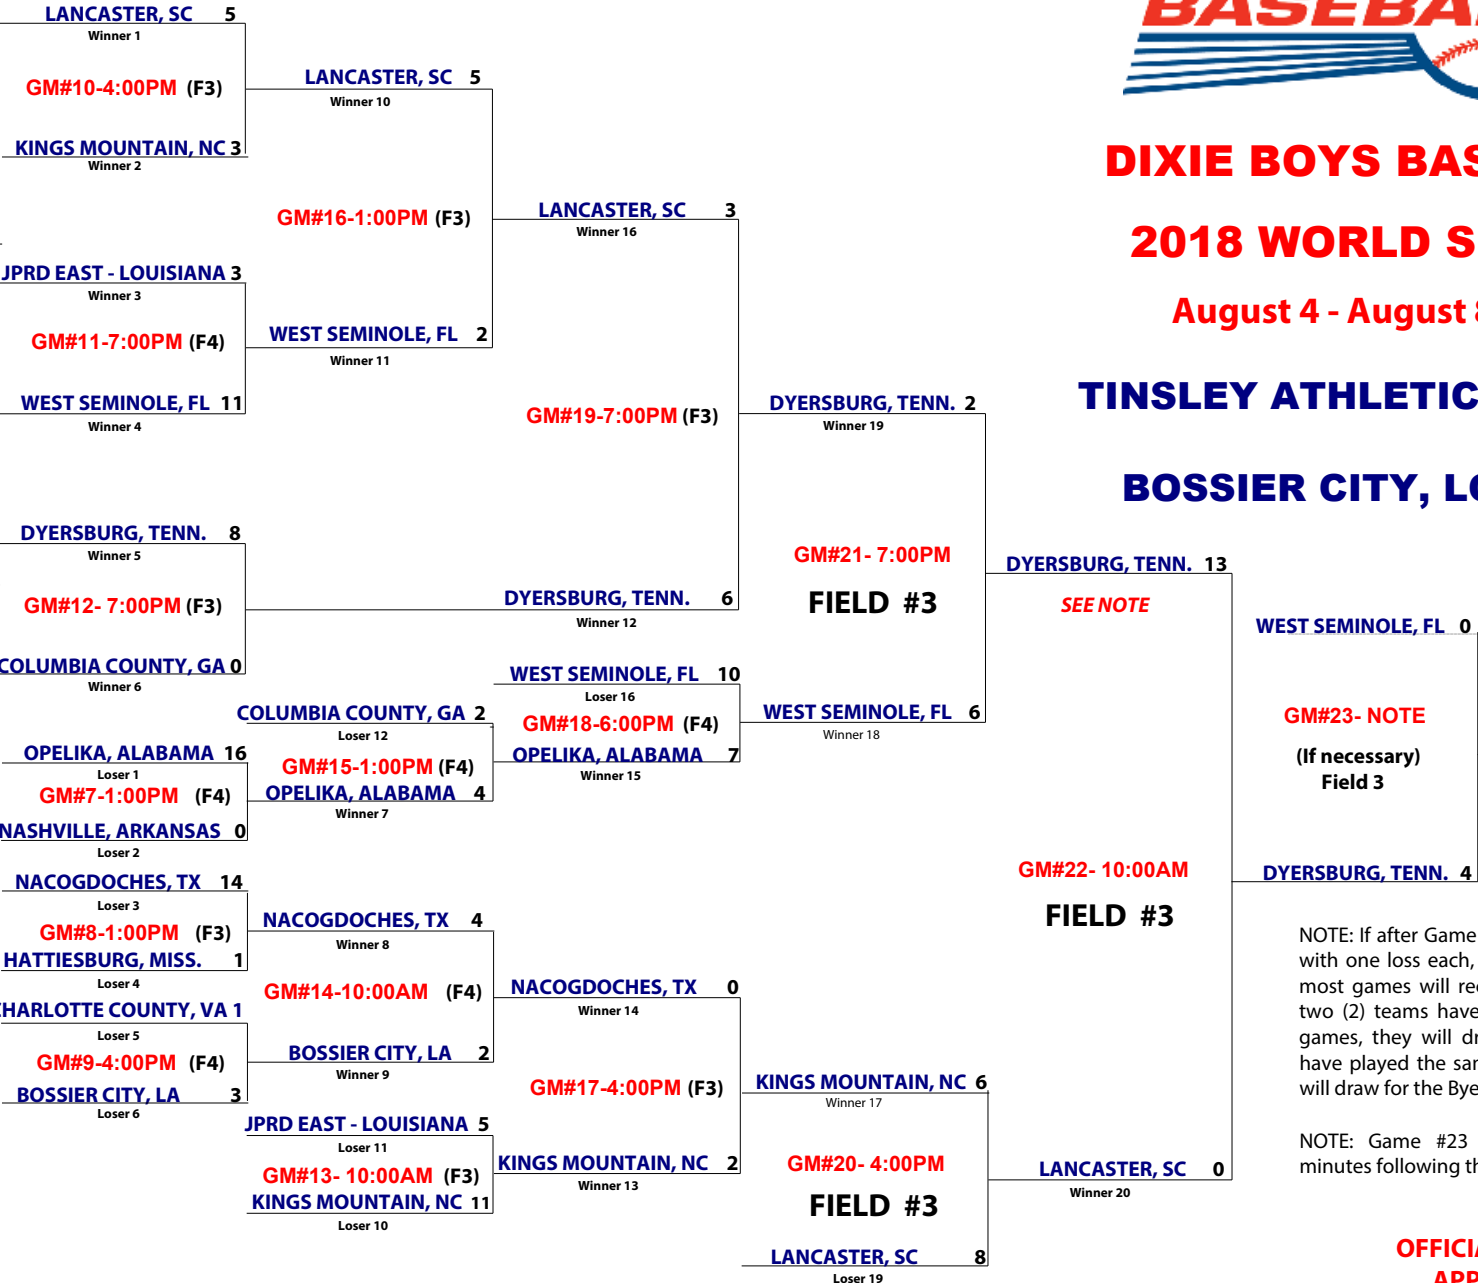 LANCASTER, SC 5
Winner 1
GM#10-4:00PM (F3)
KINGS MOUNTAIN, NC 3
Winner 2
JPRD EAST - LOUISIANA 3
Winner 3
GM#11-7:00PM (F4)
WEST SEMINOLE, FL 11
Winner 4
DYERSBURG, TENN. 8
Winner 5
GM#12- 7:00PM (F3)
COLUMBIA COUNTY, GA 0
Winner 6
OPELIKA, ALABAMA 16
Loser 1
GM#7-1:00PM (F4)
NASHVILLE, ARKANSAS 0
Loser 2
NACOGDOCHES, TX 14
Loser 3
GM#8-1:00PM (F3)
HATTIESBURG, MISS. 1
Loser 4
CHARLOTTE COUNTY, VA 1
Loser 5
GM#9-4:00PM (F4)
BOSSIER CITY, LA 3
Loser 6
LANCASTER, SC 5
Winner 10
GM#16-1:00PM (F3)
WEST SEMINOLE, FL 2
Winner 11
COLUMBIA COUNTY, GA 2
Loser 12
GM#15-1:00PM (F4)
OPELIKA, ALABAMA 4
Winner 7
NACOGDOCHES, TX 4
Winner 8
GM#14-10:00AM (F4)
BOSSIER CITY, LA 2
Winner 9
JPRD EAST - LOUISIANA 5
Loser 11
GM#13- 10:00AM (F3)
KINGS MOUNTAIN, NC 11
Loser 10
LANCASTER, SC 3
Winner 16
GM#19-7:00PM (F3)
DYERSBURG, TENN. 6
Winner 12
WEST SEMINOLE, FL 10
Loser 16
GM#18-6:00PM (F4)
OPELIKA, ALABAMA 7
Winner 15
NACOGDOCHES, TX 0
Winner 14
GM#17-4:00PM (F3)
KINGS MOUNTAIN, NC 2
Winner 13
DYERSBURG, TENN. 2
Winner 19
GM#21- 7:00PM
FIELD #3
WEST SEMINOLE, FL 6
Winner 18
KINGS MOUNTAIN, NC 6
Winner 17
GM#20- 4:00PM
FIELD #3
LANCASTER, SC 8
Loser 19
DYERSBURG, TENN. 13
SEE NOTE
GM#22- 10:00AM
FIELD #3
LANCASTER, SC 0
Winner 20
WEST SEMINOLE, FL 0
GM#23- NOTE
(If necessary)
Field 3
DYERSBURG, TENN. 4
DIXIE BOYS
2018 WORLD
August 4 - August
TINSLEY ATHLETIC
BOSSIER CITY,
NOTE: If after Game
with one loss each,
most games will
two (2) teams have
games, they will
have played the
will draw for the Bye
NOTE: Game #23
minutes following